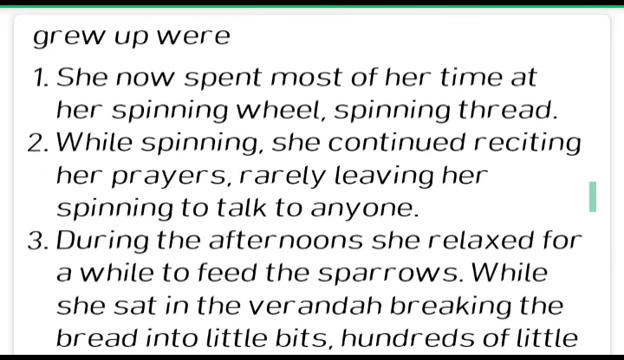 grew up were
1. She now spent most of her time at
her spinning wheel, spinning thread.
2. While spinning, she continued reciting
her prayers, rarely leaving her
spinning to talk to anyone.
3. During the afternoons she relaxed for
a while to feed the sparrows. While
she sat in the verandah breaking the
bread into little bits, hundreds of little